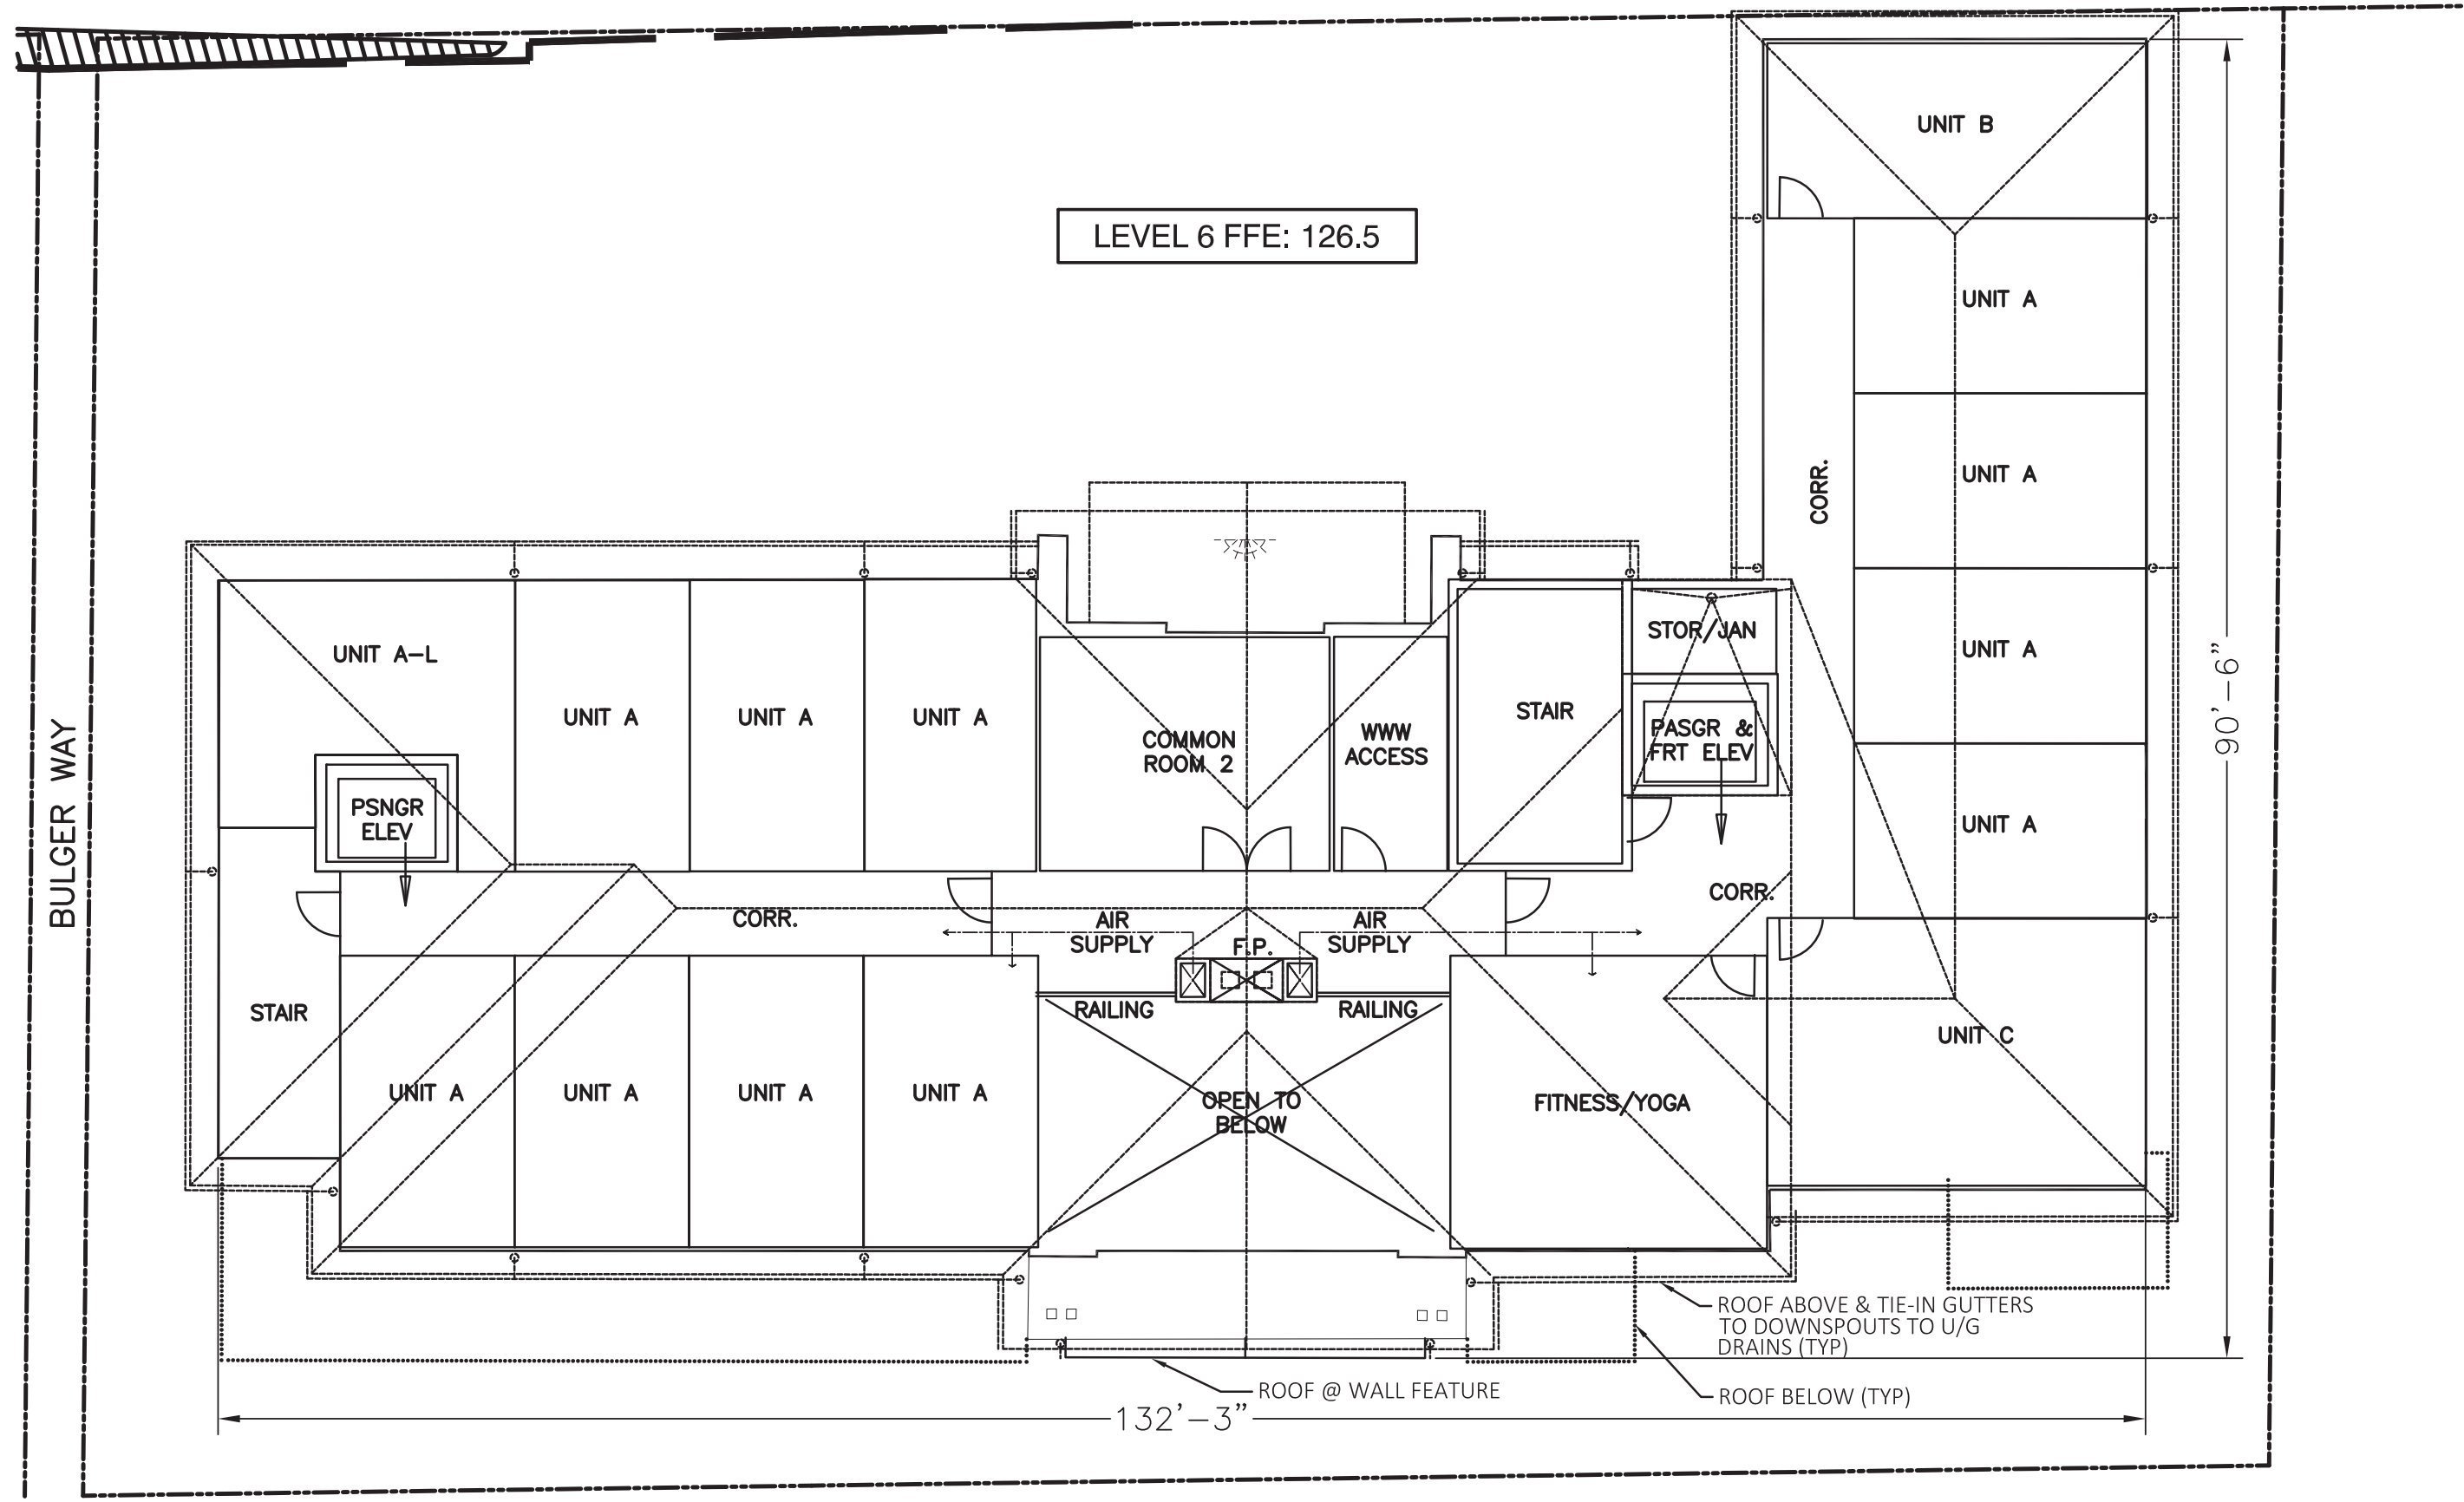 UNIT B
LEVEL 6 FFE: 126.5
UNIT A
UNIT A
CORR.
UNIT A
UNIT A
90'-6"
BULGER WAY
UNIT A-L
UNIT A
UNIT A
UNIT A
PSNGR
ELEV
COMMON
ROOM 2
WWW
ACCESS
STAIR
STOR/JAN
PASGR &
FRT ELEV
CORR.
CORR.
AIR
SUPPLY
F.P.
AIR
SUPPLY
RAILING
RAILING
STAIR
UNIT A
UNIT A
UNIT A
UNIT A
OPEN TO
BELOW
FITNESS/YOGA
UNIT C
ROOF ABOVE & TIE-IN GUTTERS
TO DOWNSPOUTS TO U/G
DRAINS (TYP)
ROOF @ WALL FEATURE
ROOF BELOW (TYP)
132'-3"